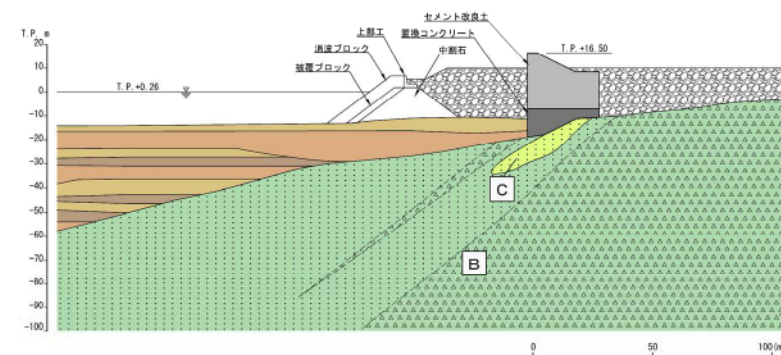 セメント改良土
T.P. m
上部工
置換コンクリート
消波ブロック
中割石
T.P.+16.50
被覆ブロック
20
10
T.P.+0.26
0
-10
-20
-30
-40
-50
-60
-70
-80
-90
-100
C
B
0
50
100(m